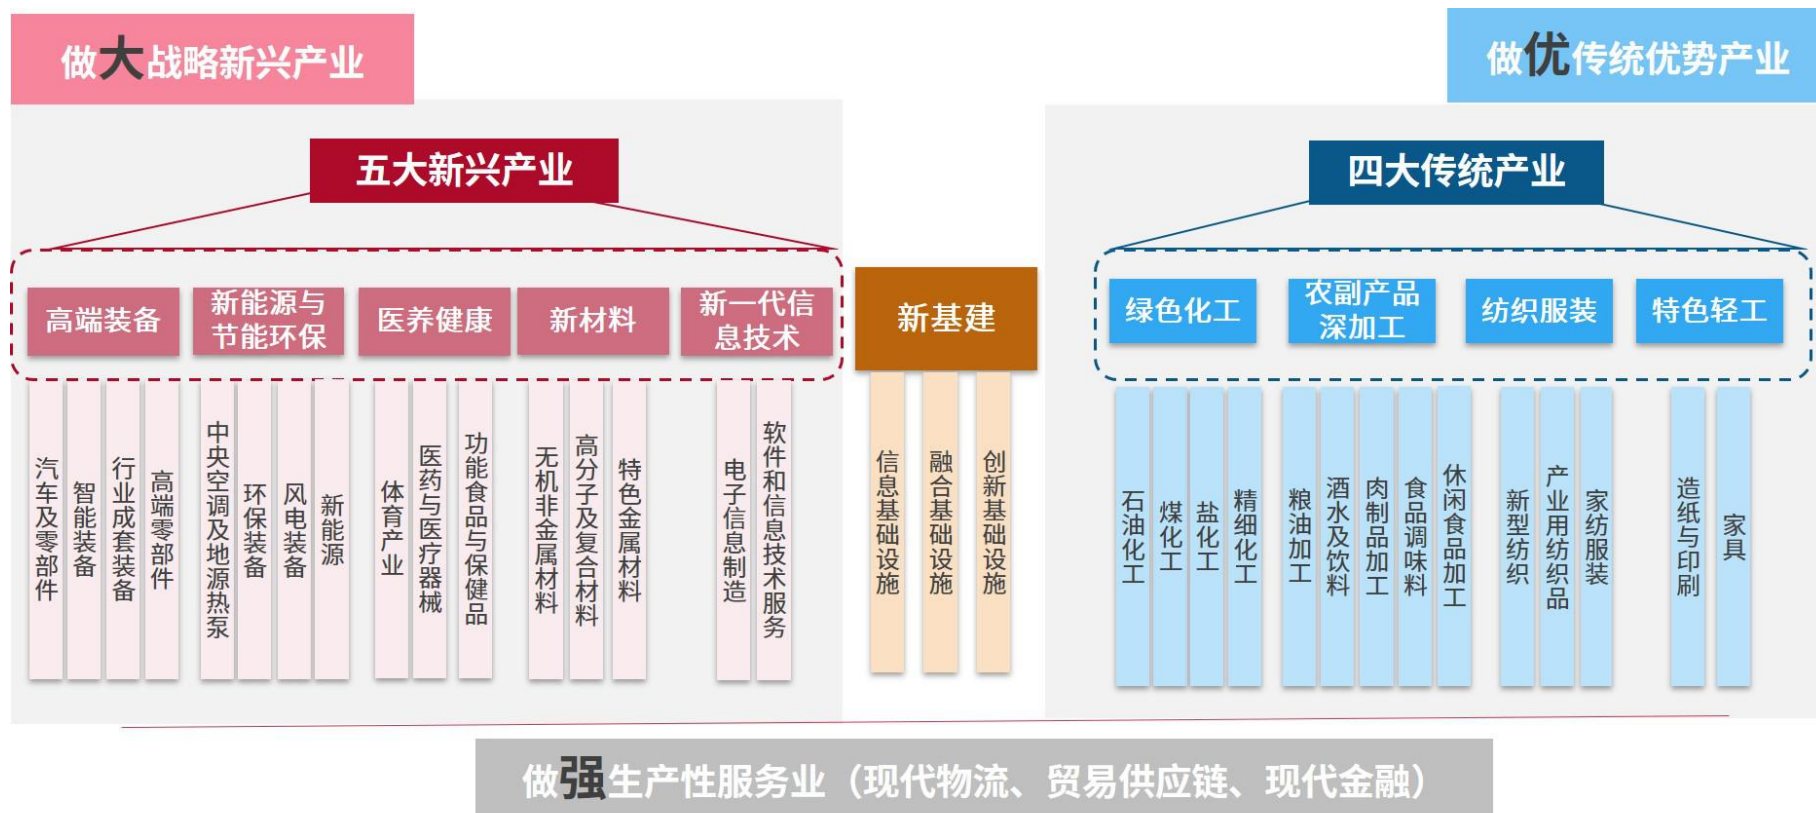 做大战略新兴产业
做优传统优势产业
五大新兴产业
四大传统产业
高端装备
新能源与
节能环保
医养健康
新材料
新一代信
息技术
新基建
绿色化工
农副产品
深加工
纺织服装
特色轻工
汽车及零部件
智能装备
行业成套装备
高端零部件
中央空调及地源热泵
环保装备
风电装备
新能源
体育产业
医药与医疗器械
功能食品与保健品
无机非金属材料
高分子及复合材料
特色金属材料
电子信息制造
软件和信息技术服务
信息基础设施
融合基础设施
创新基础设施
石油化工
煤化工
盐化工
精细化工
粮油加工
酒水及饮料
肉制品加工
食品调味料
休闲食品加工
新型纺织
产业用纺织品
家纺服装
造纸与印刷
家具
做强生产性服务业（现代物流、贸易供应链、现代金融）